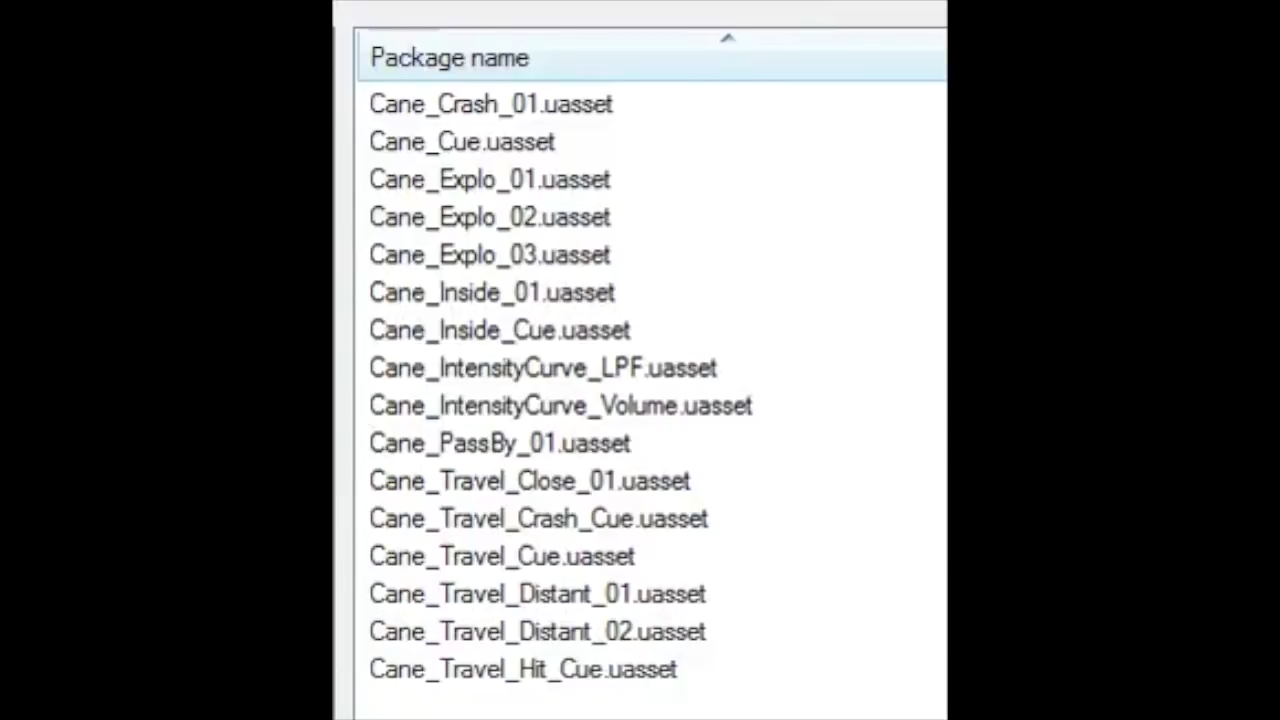 Package name
Cane_Crash_01.uasset
Cane_Cue.uasset
Cane_Explo_01.uasset
Cane_Explo_02.uasset
Cane_Explo_03.uasset
Cane_Inside_01.uasset
Cane_Inside_Cue.uasset
Cane_IntensityCurve_LPF.uasset
Cane_IntensityCurve_Volume.uasset
Cane_PassBy_01.uasset
Cane_Travel_Close_01.uasset
Cane_Travel_Crash_Cue.uasset
Cane_Travel_Cue.uasset
Cane_Travel_Distant_01.uasset
Cane_Travel_Distant_02.uasset
Cane_Travel_Hit_Cue.uasset